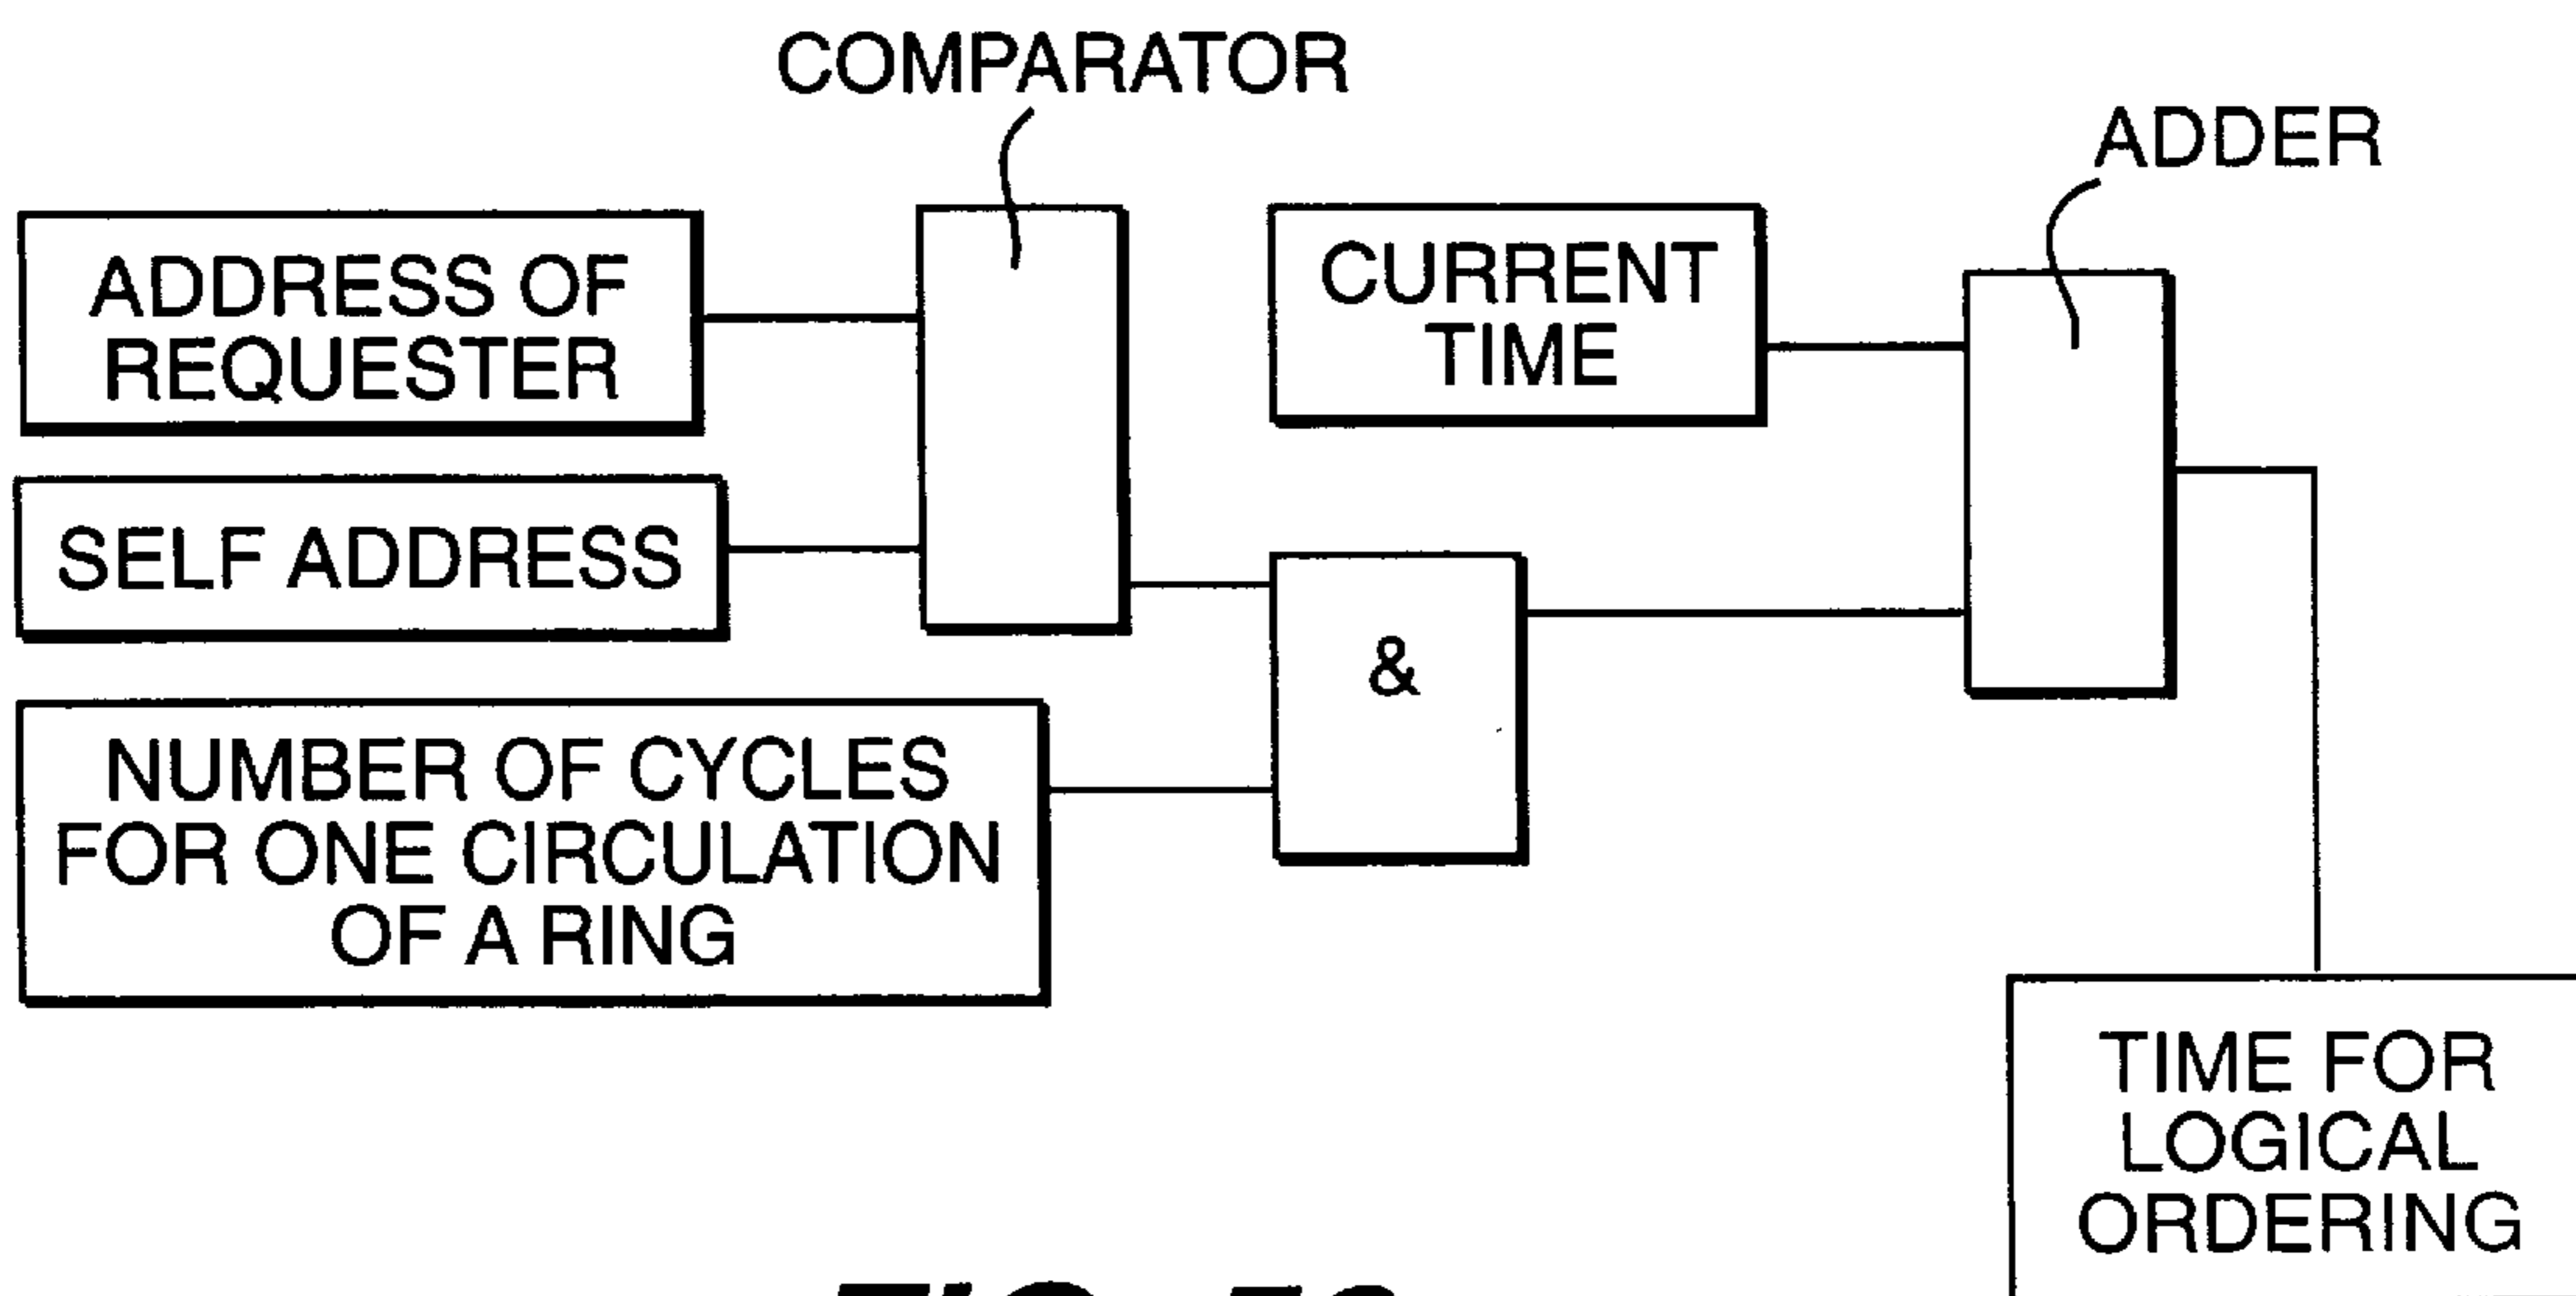 COMPARATOR
ADDER
ADDRESS OF
REQUESTER
CURRENT
TIME
SELF ADDRESS
&
NUMBER OF CYCLES
FOR ONE CIRCULATION
OF A RING
TIME FOR
LOGICAL
ORDERING